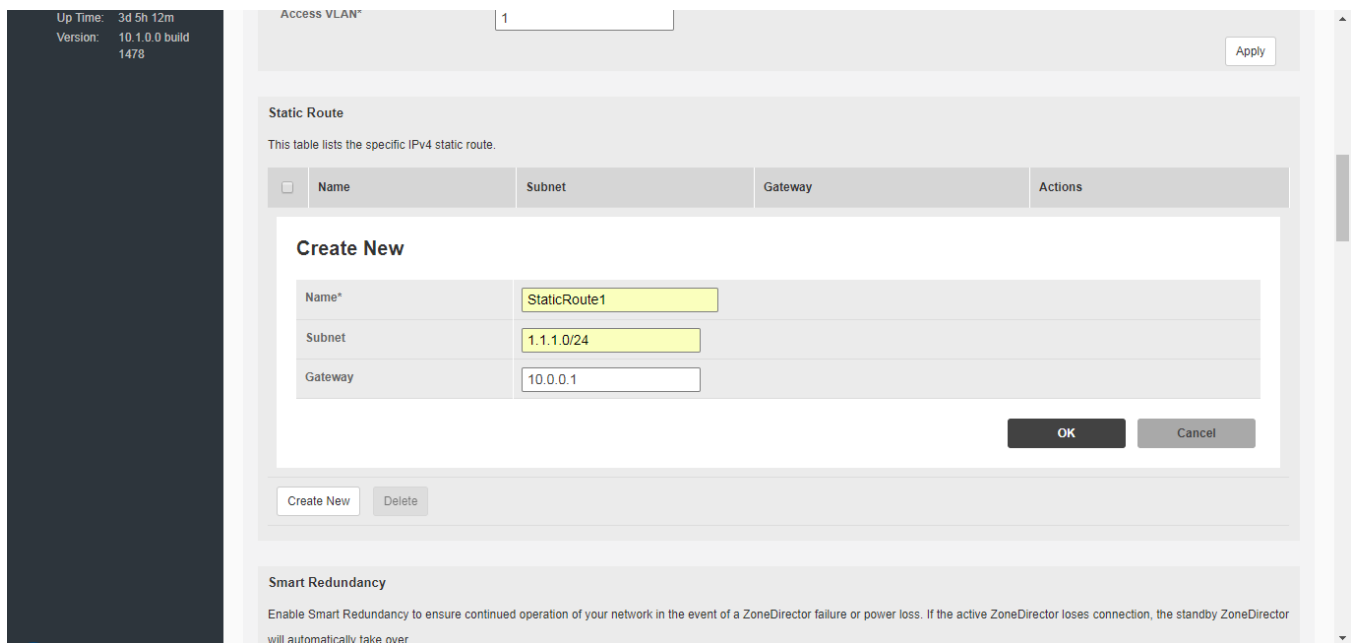 Up Time: 3d 5h 12m
Version: 10.1.0.0 build
1478
Access VLAN*
1
Apply
Static Route
This table lists the specific IPv4 static route.
Name Subnet Gateway Actions
Create New
Name* StaticRoute1
Subnet 1.1.1.0/24
Gateway 10.0.0.1
OK Cancel
Create New Delete
Smart Redundancy
Enable Smart Redundancy to ensure continued operation of your network in the event of a ZoneDirector failure or power loss. If the active ZoneDirector loses connection, the standby ZoneDirector
will automatically take over